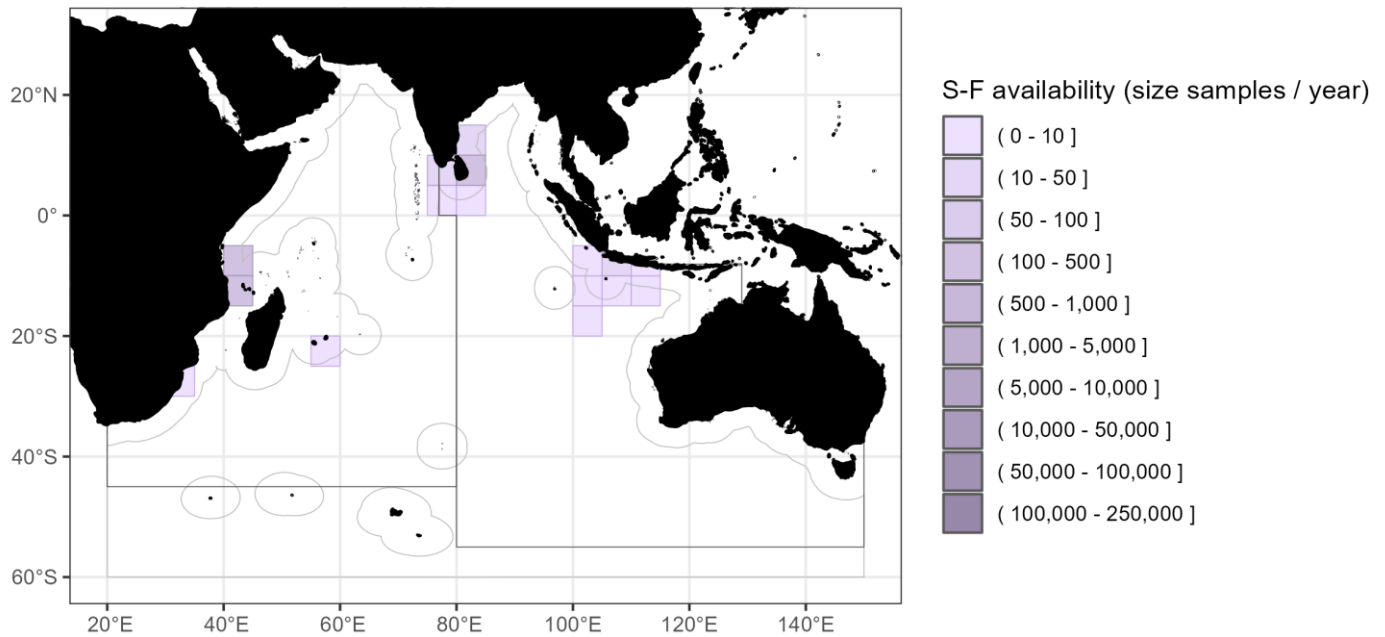 S-F availability (size samples / year)
( 0 - 10 ]
( 10 - 50 ]
( 50 - 100 ]
( 100 - 500 ]
( 500 - 1,000 ]
( 1,000 - 5,000 ]
( 5,000 - 10,000 ]
( 10,000 - 50,000 ]
( 50,000 - 100,000 ]
( 100,000 - 250,000 ]
20°N
0°
20°S
40°S
60°S
20°E 40°E 60°E 80°E 100°E 120°E 140°E